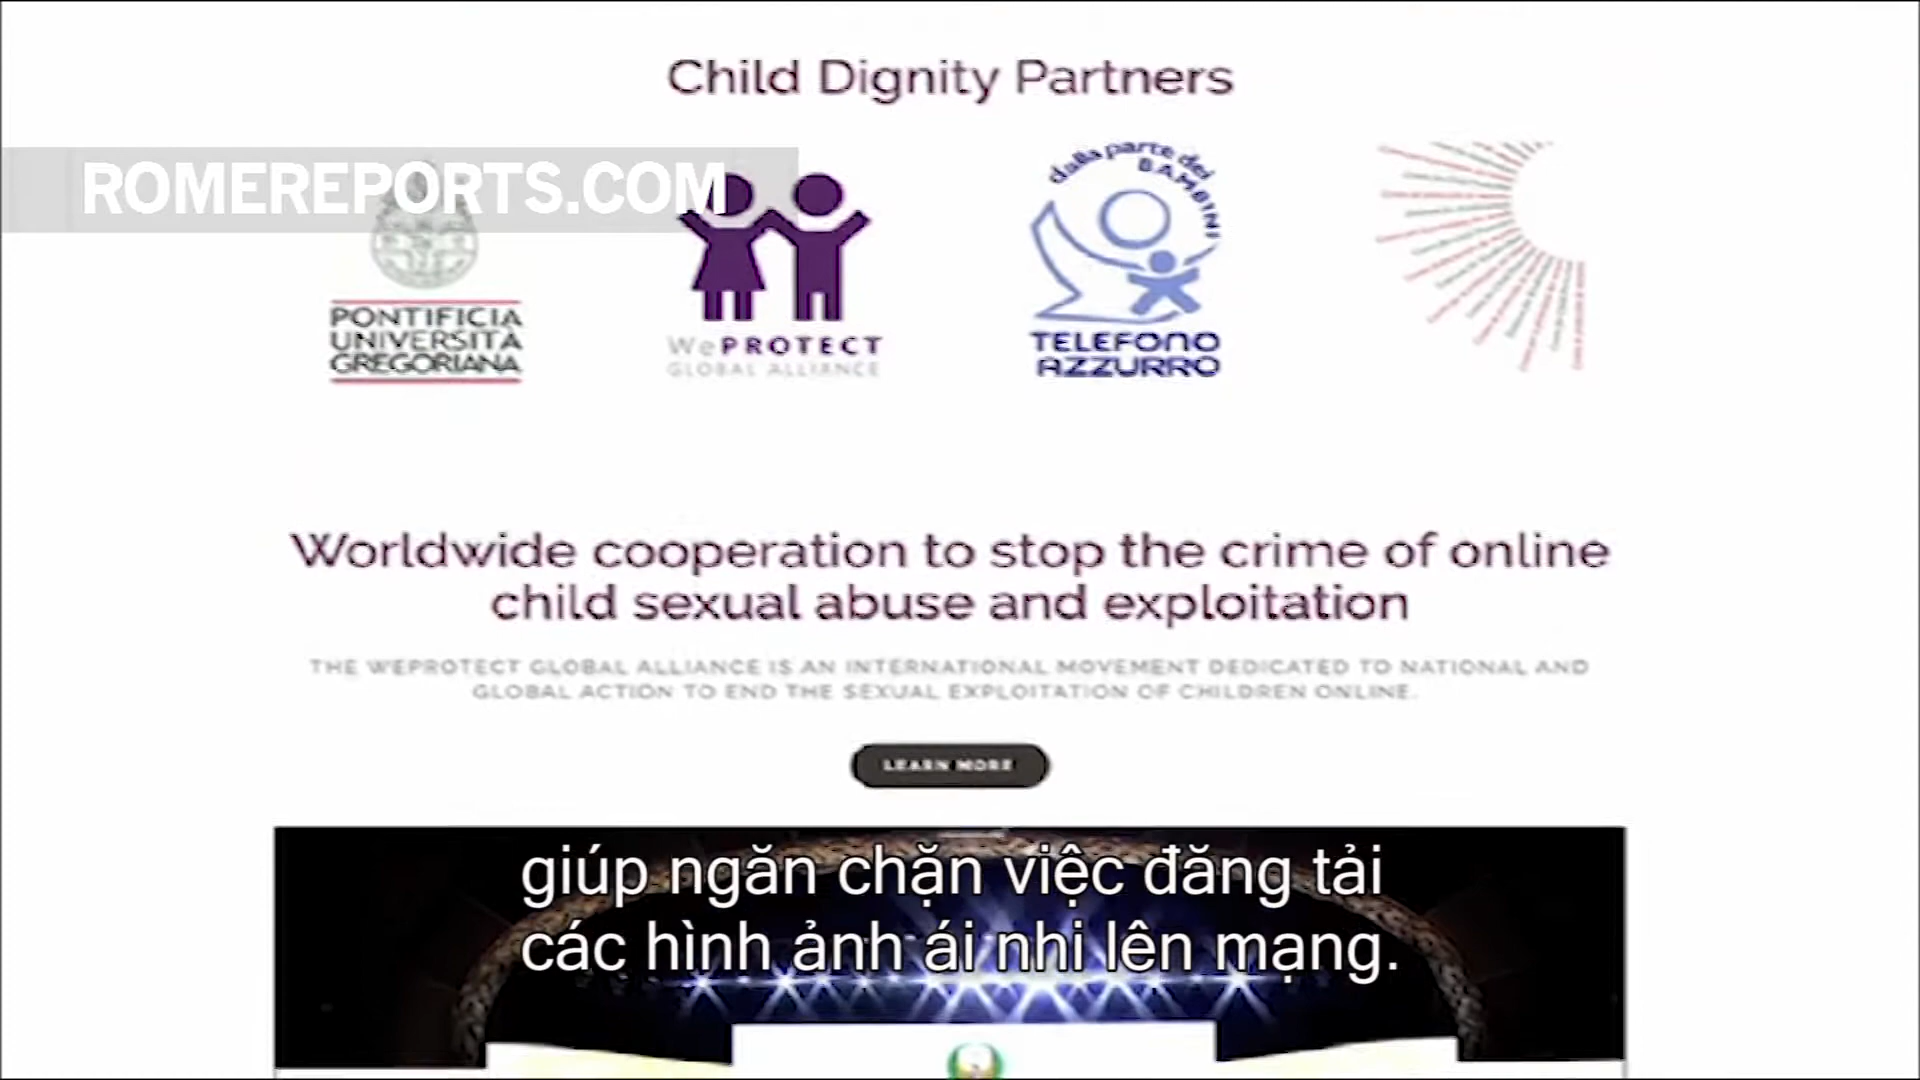 Child Dignity Partners
ROMEREPORTS.COM
PONTIFICIA
UNIVERSITÀ
GREGORIANA
WePROTECT
GLOBAL ALLIANCE
dalla parte dei
BAMBINI
TELEFONO
AZZURRO
Worldwide cooperation to stop the crime of online
child sexual abuse and exploitation
THE WEPROTECT GLOBAL ALLIANCE IS AN INTERNATIONAL MOVEMENT DEDICATED TO NATIONAL AND
GLOBAL ACTION TO END THE SEXUAL EXPLOITATION OF CHILDREN ONLINE.
LEARN MORE
giúp ngăn chặn việc đăng tải
các hình ảnh ái nhi lên mạng.